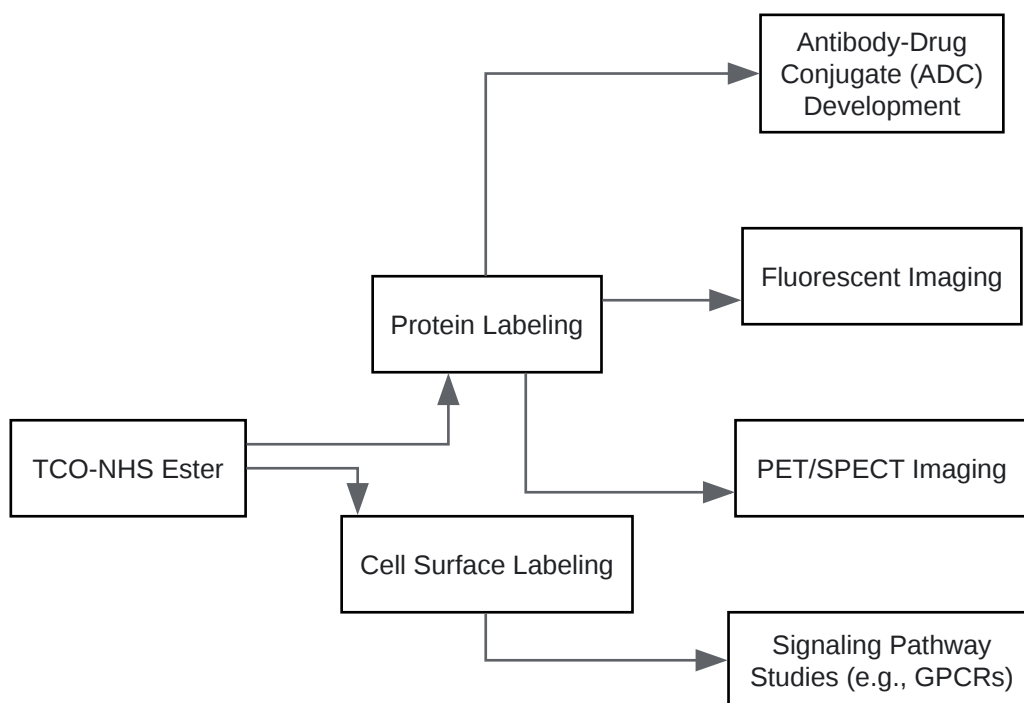 Antibody-Drug
Conjugate (ADC)
Development
Fluorescent Imaging
Protein Labeling
TCO-NHS Ester
PET/SPECT Imaging
Cell Surface Labeling
Signaling Pathway
Studies (e.g., GPCRs)